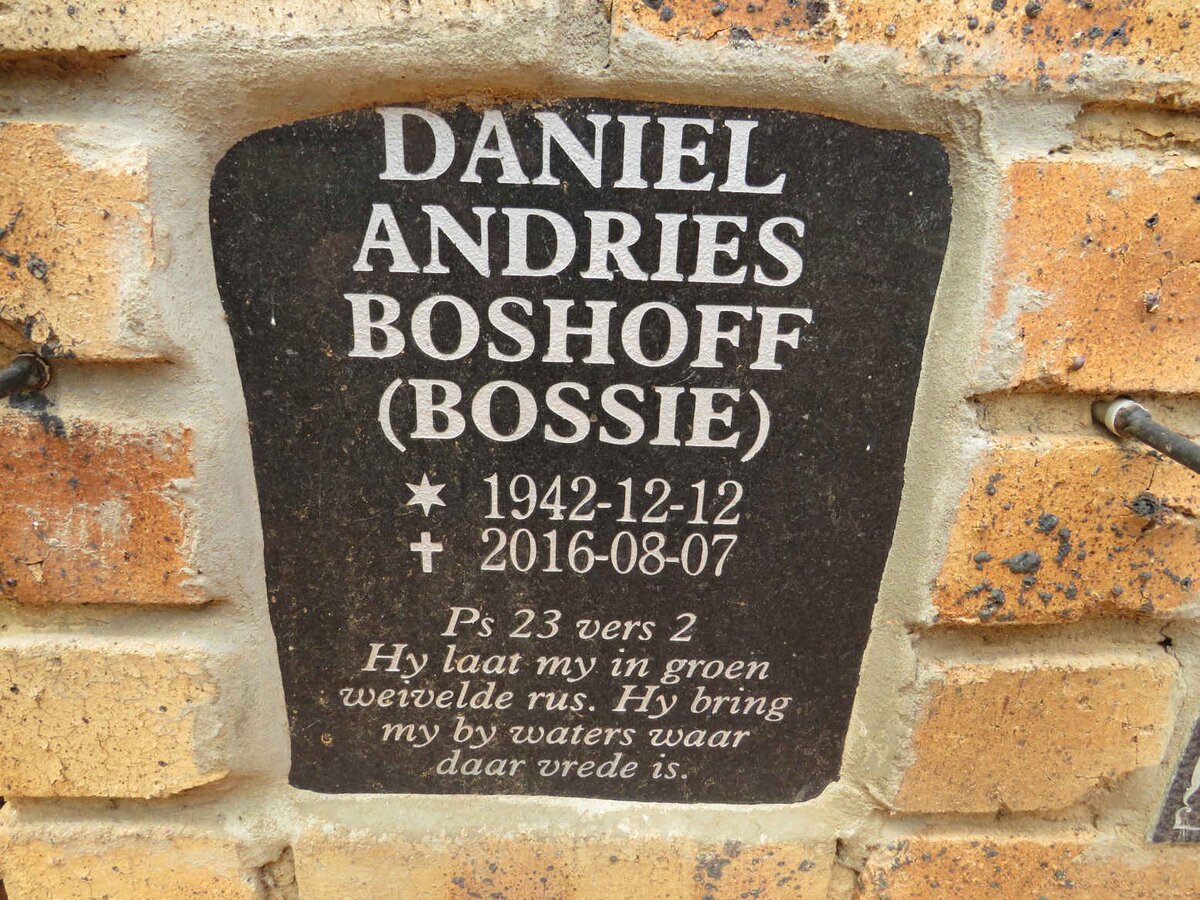 DANIEL
ANDRIES
BOSHOFF
(BOSSIE)
✶ 1942-12-12
✝ 2016-08-07
Ps 23 vers 2
Hy laat my in groen
weivelde rus. Hy bring
my by waters waar
daar vrede is.